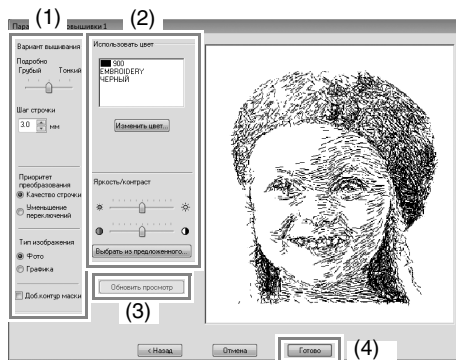 (1)
(2)
Пара
вышивки 1
Вариант вышивания
Подробно
Грубый Тонкий
Шаг строчки
3.0 мм
Приоритет
преобразования
Качество строчки
Уменьшение
переключений
Тип изображения
Фото
Графика
Доб.контур маски
Использовать цвет
900
EMBROIDERY
ЧЕРНЫЙ
Изменить цвет...
Яркость/контраст
Выбрать из предложенного...
Обновить просмотр
(3)
< Назад
Отмена
Готово
(4)